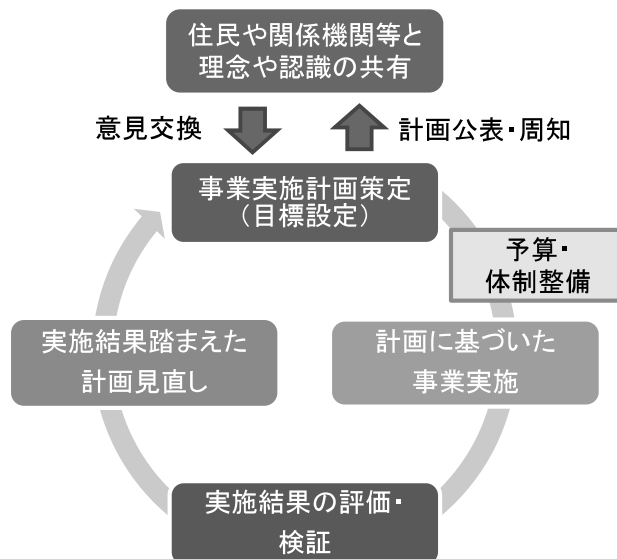 住民や関係機関等と
理念や認識の共有
意見交換
計画公表・周知
事業実施計画策定
（目標設定）
予算・
体制整備
実施結果踏まえた
計画見直し
計画に基づいた
事業実施
実施結果の評価・
検証